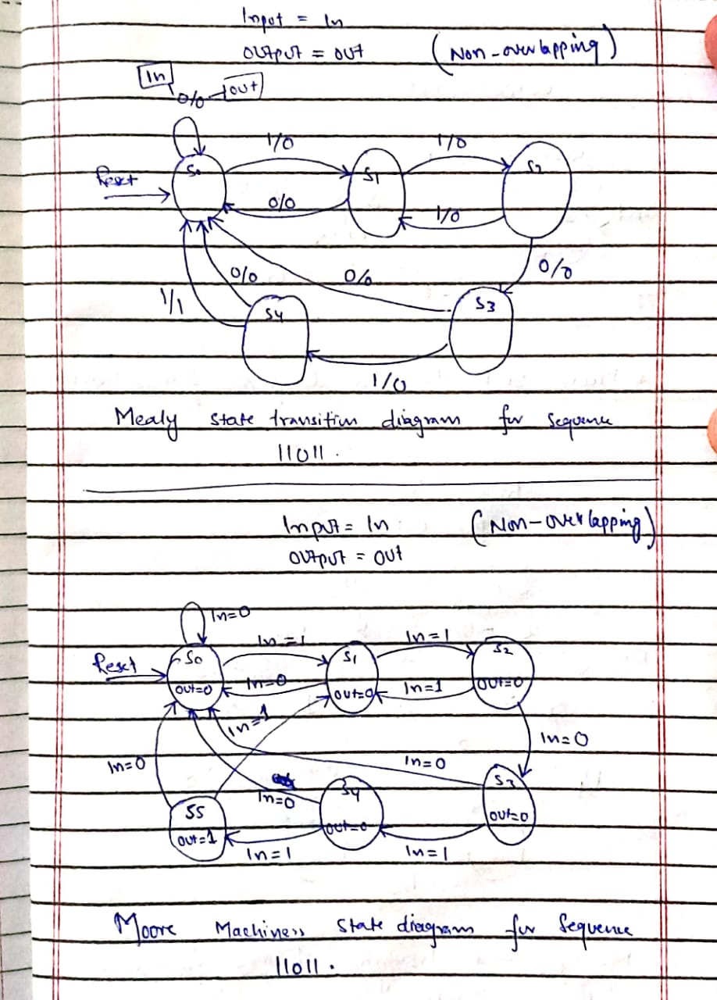 Input = In
OUTPUT = OUT (Non-overlapping)
In
0/0 out
1/0 1/0
S0 S1 S2
Reset
0/0 1/0
0/0 0/0 0/0
1/1
S4 S3
1/0
Mealy state transition diagram for sequence
11011.
Input = In (Non-overlapping)
OUTPUT = OUT
In=0
In=1 In=1
Reset S0 S1 S2
OUT=0 In=0 OUT=0 In=1 OUT=0
In=1
In=0
In=0 In=0
In=0
S5 S4 S3
OUT=1 OUT=0 OUT=0
In=1 In=1
Moore Machiness state diagram for sequence
11011.